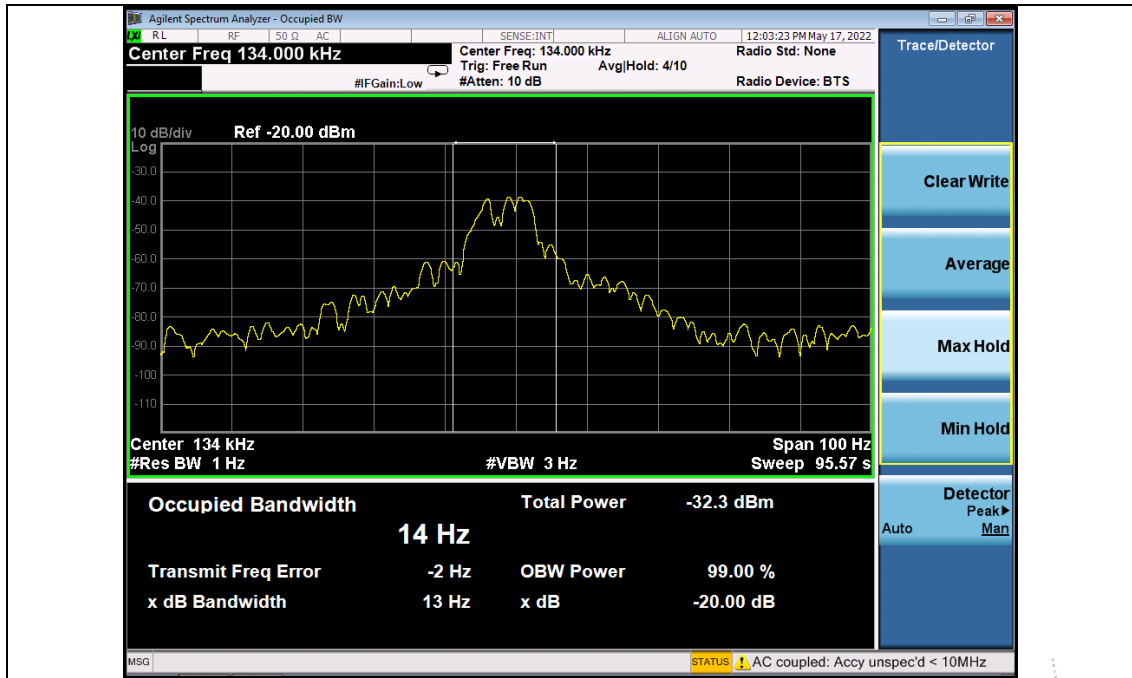 Agilent Spectrum Analyzer - Occupied BW
LXI RL RF 50 Ω AC SENSE:INT ALIGN AUTO 12:03:23 PM May 17, 2022
Center Freq 134.000 kHz
Center Freq: 134.000 kHz
Radio Std: None
Trig: Free Run Avg|Hold: 4/10
#IFGain:Low #Atten: 10 dB
Radio Device: BTS
Trace/Detector
10 dB/div Ref -20.00 dBm
Log
-30.0
-40.0
-50.0
-60.0
-70.0
-80.0
-90.0
-100
-110
Center 134 kHz Span 100 Hz
#Res BW 1 Hz #VBW 3 Hz Sweep 95.57 s
Occupied Bandwidth Total Power -32.3 dBm
14 Hz
Transmit Freq Error -2 Hz OBW Power 99.00 %
x dB Bandwidth 13 Hz x dB -20.00 dB
Clear Write
Average
Max Hold
Min Hold
Detector
Peak▶
Auto Man
MSG STATUS AC coupled: Accy unspec'd < 10MHz